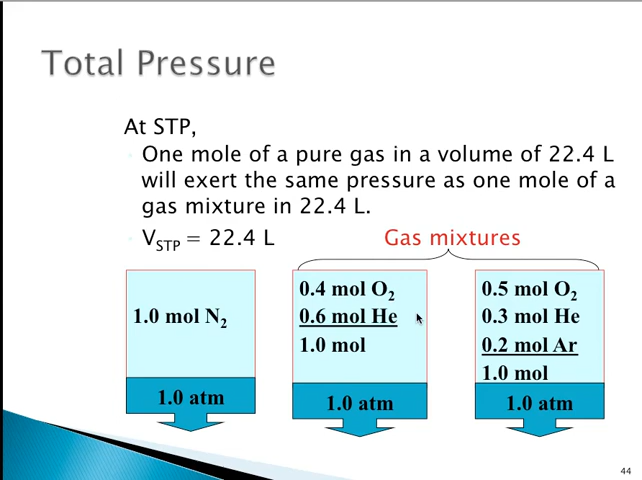 Total Pressure
At STP,
One mole of a pure gas in a volume of 22.4 L
will exert the same pressure as one mole of a
gas mixture in 22.4 L.
V_STP = 22.4 L
Gas mixtures
1.0 mol N₂
1.0 atm
0.4 mol O₂
0.6 mol He
1.0 mol
1.0 atm
0.5 mol O₂
0.3 mol He
0.2 mol Ar
1.0 mol
1.0 atm
44